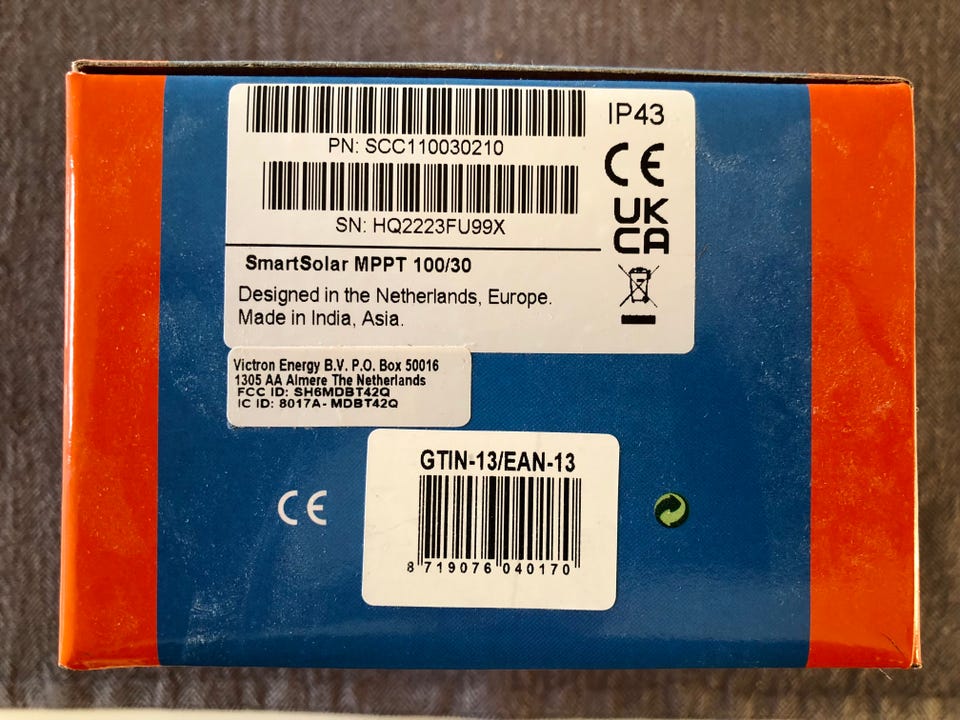 IP43
PN: SCC110030210
CE
SN: HQ2223FU99X
UK
CA
SmartSolar MPPT 100/30
Designed in the Netherlands, Europe.
Made in India, Asia.
Victron Energy B.V. P.O. Box 50016
1305 AA Almere The Netherlands
FCC ID: SH6MDBT42Q
IC ID: 8017A- MDBT42Q
GTIN-13/EAN-13
CE
8 719076 040170